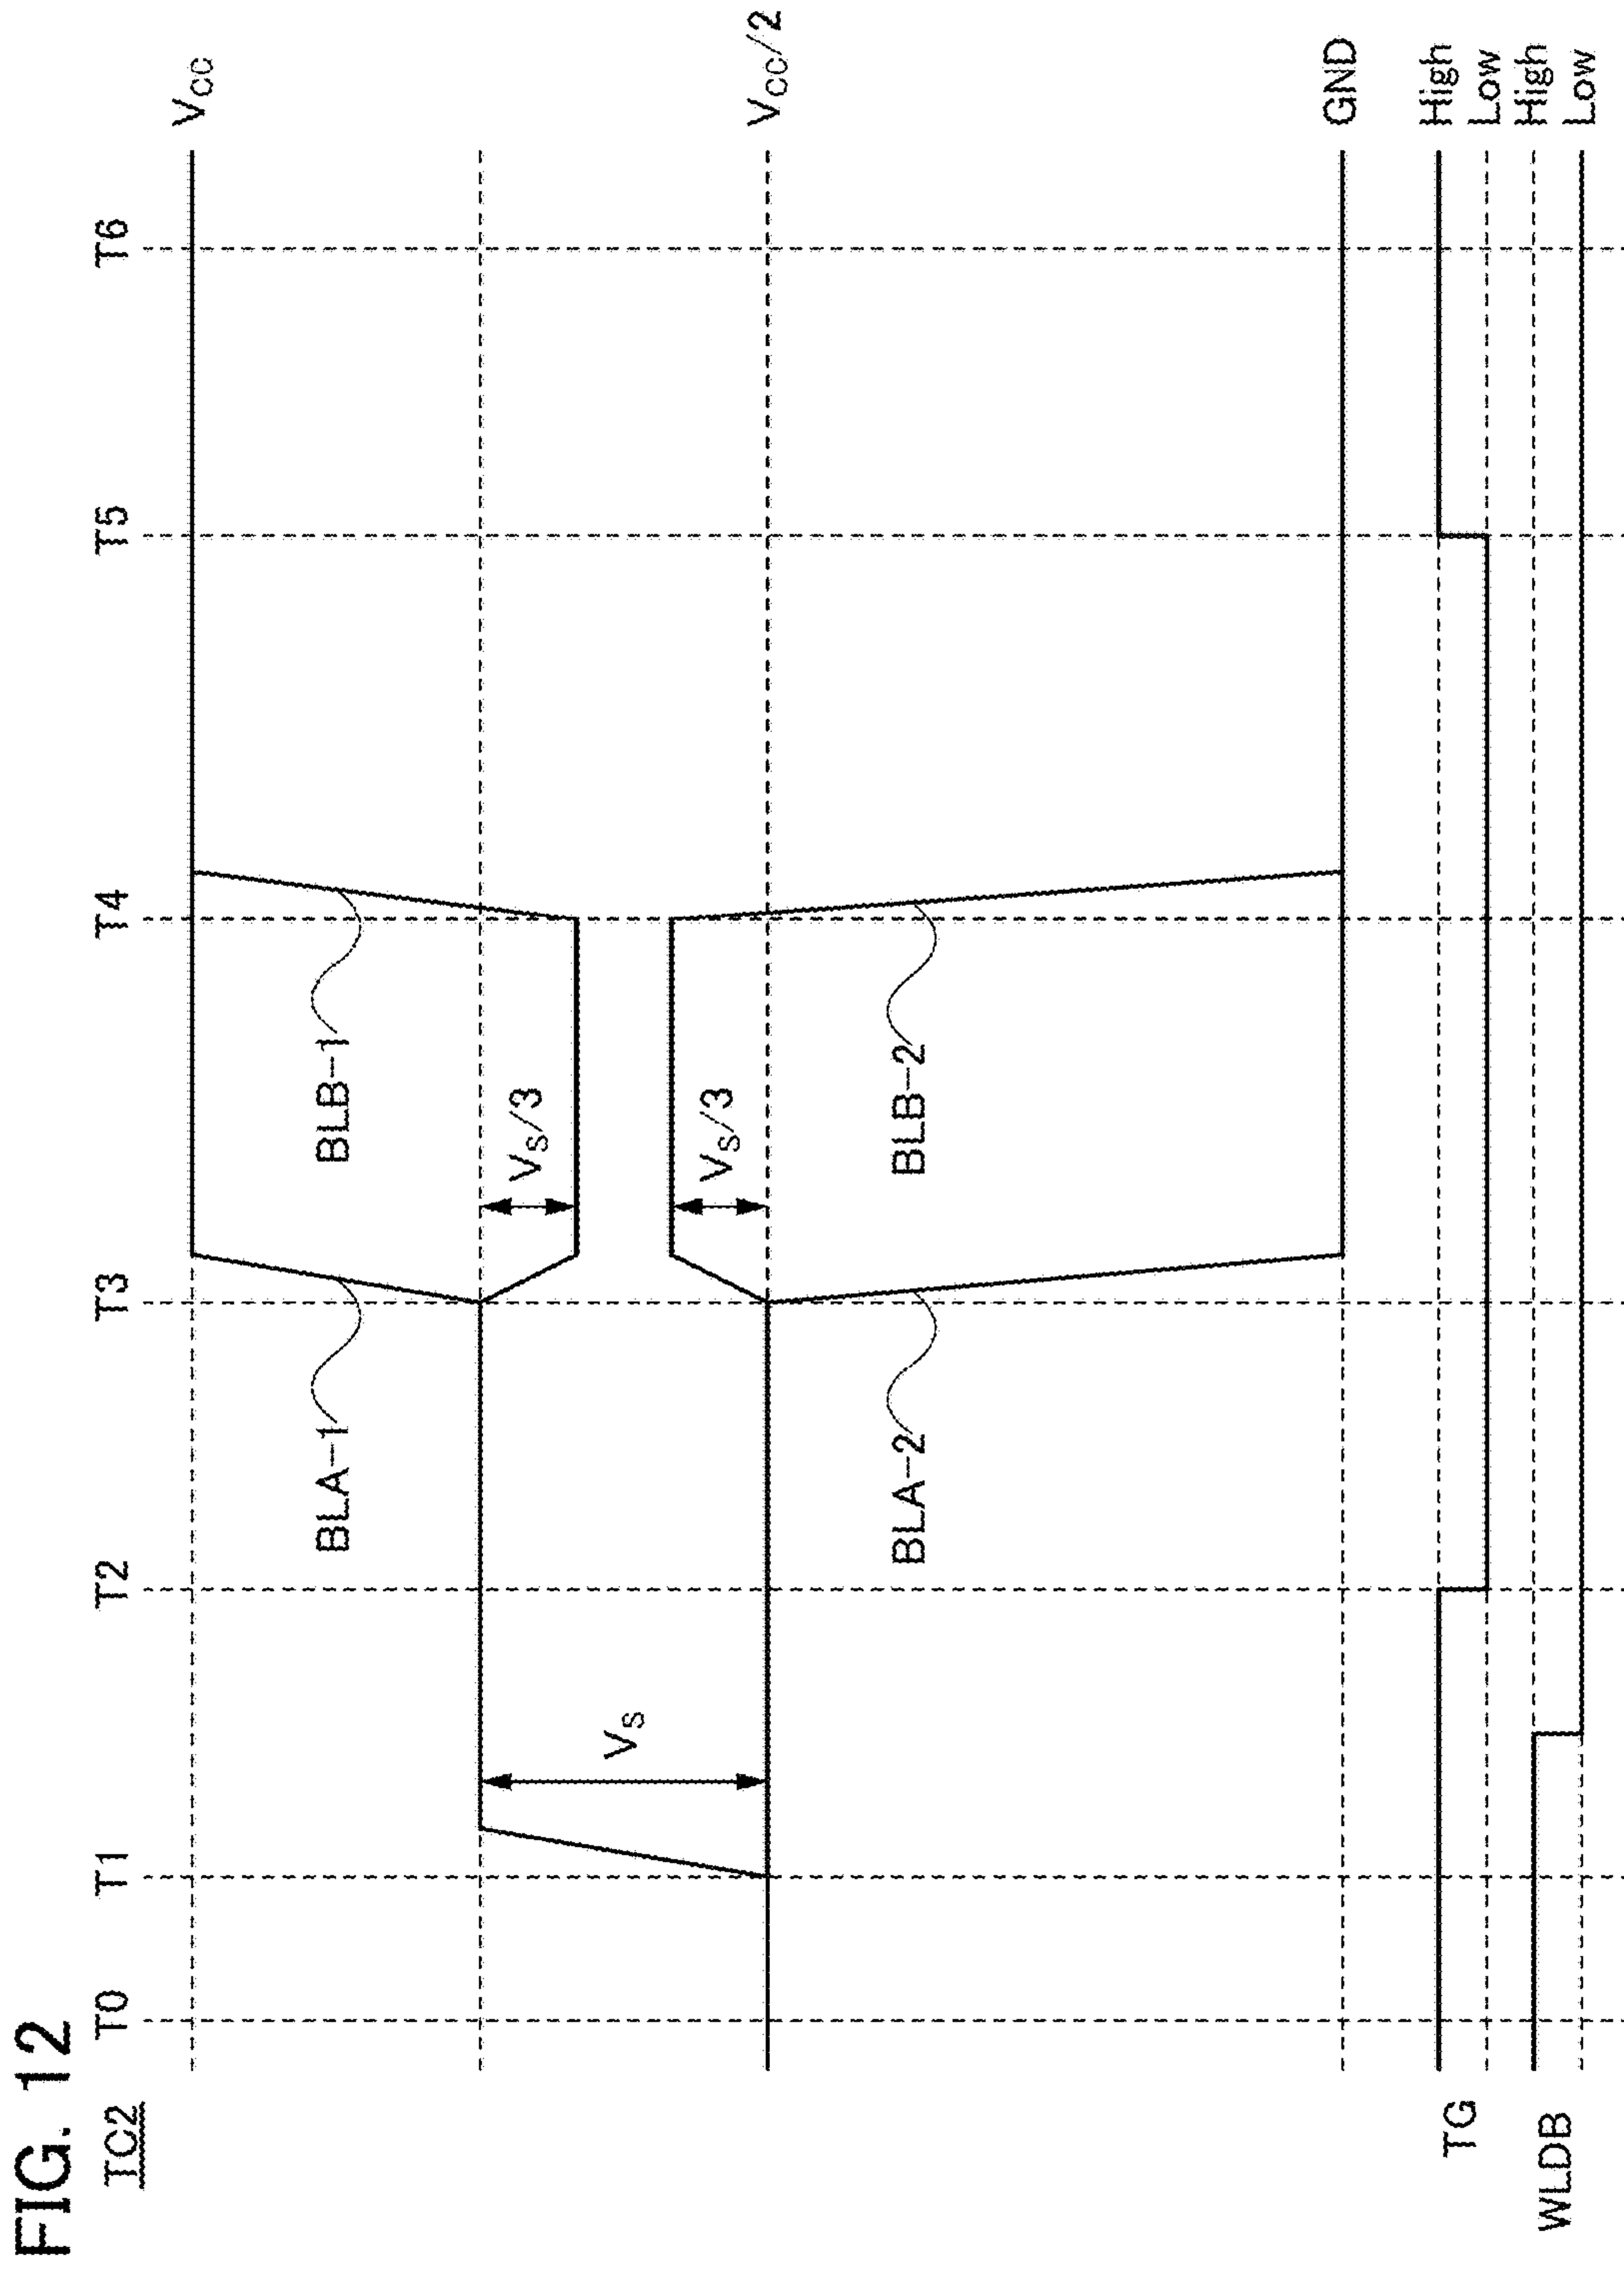 FIG. 12
TC2
T0 T1 T2 T3 T4 T5 T6
Vcc
BLA-1 BLB-1
Vs Vs/3
Vs/3
Vcc/2
BLA-2 BLB-2
GND
TG High
Low
WLDB High
Low